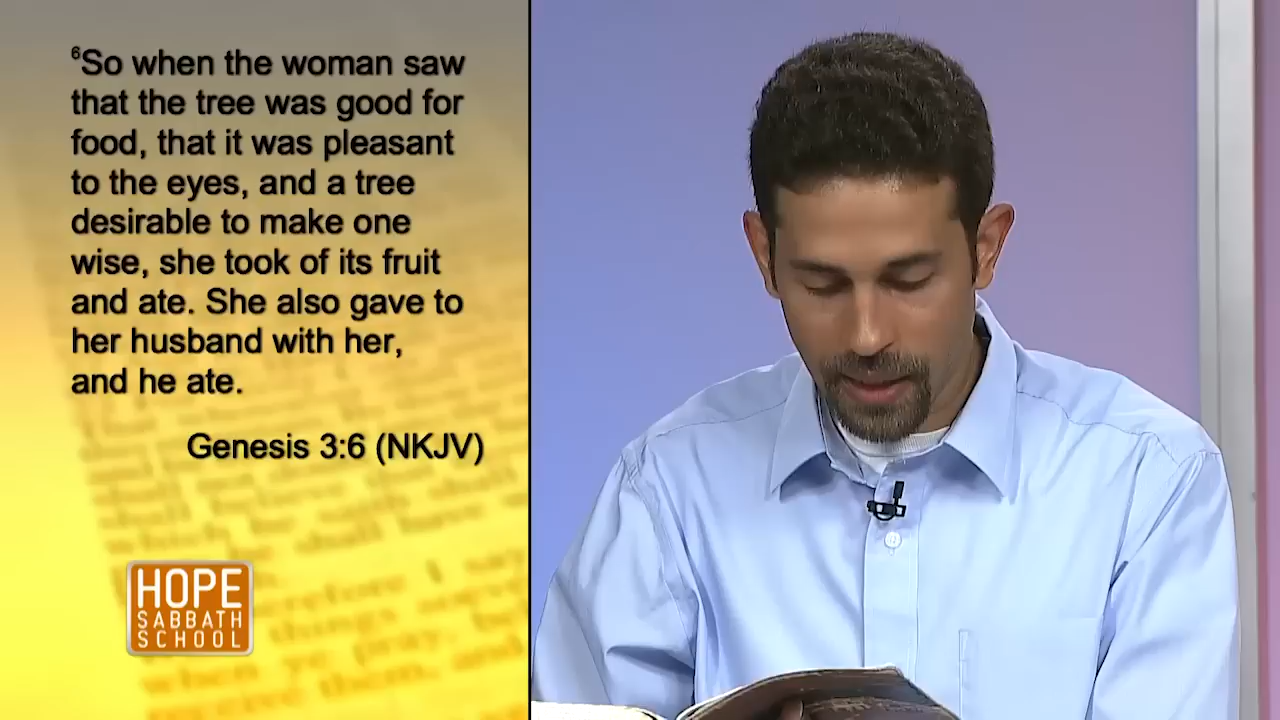 ⁶So when the woman saw
that the tree was good for
food, that it was pleasant
to the eyes, and a tree
desirable to make one
wise, she took of its fruit
and ate. She also gave to
her husband with her,
and he ate.
Genesis 3:6 (NKJV)
HOPE
SABBATH
SCHOOL